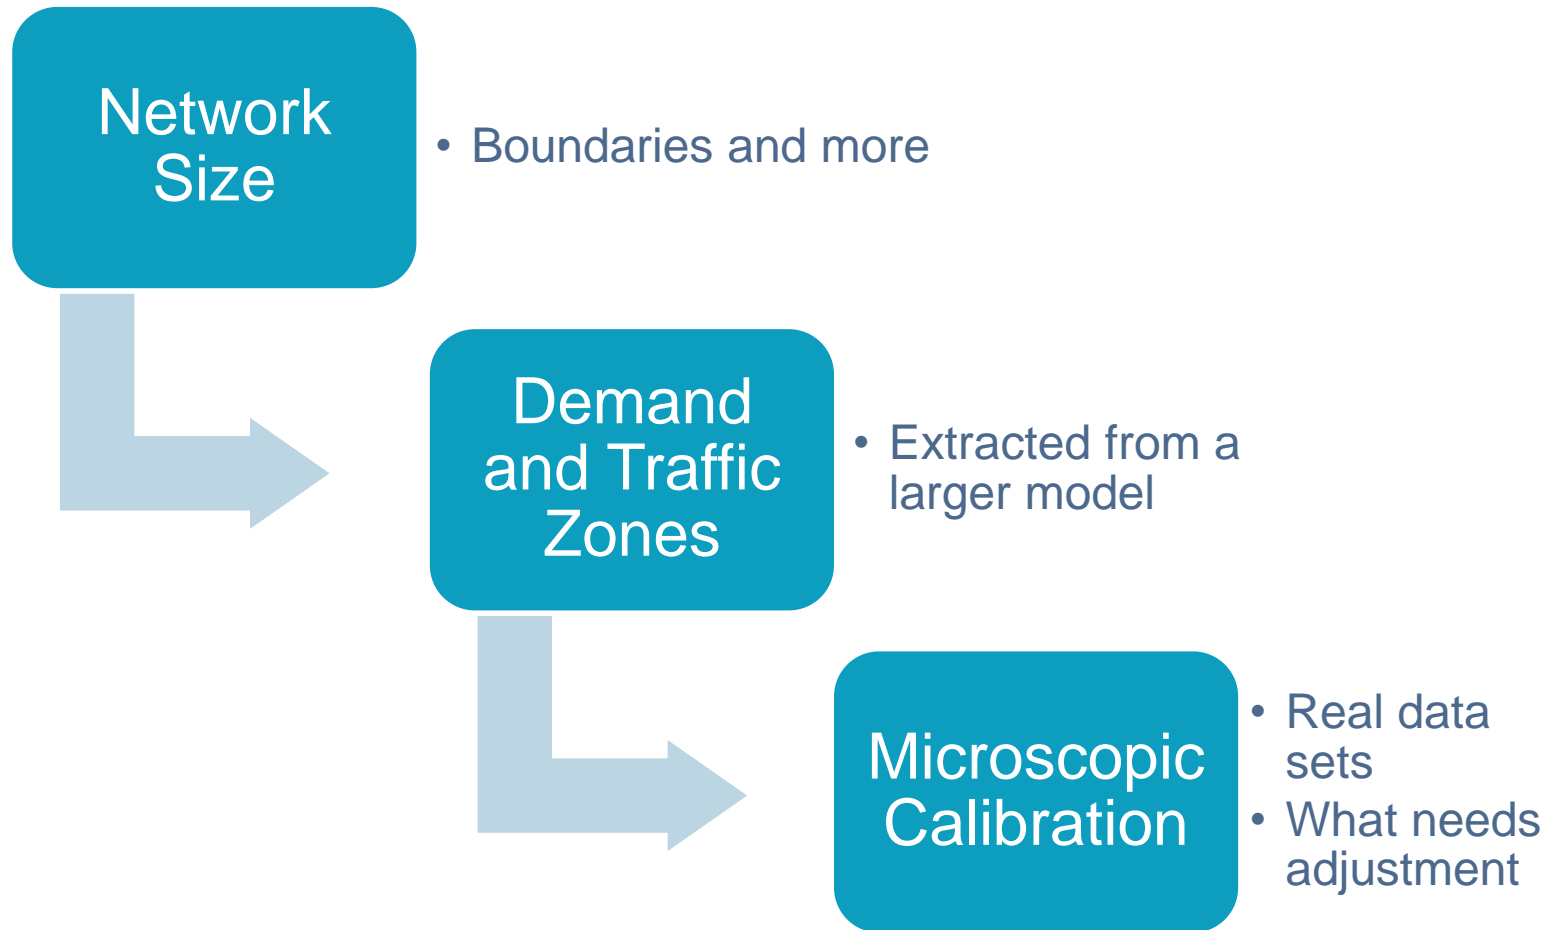 Network
Size
• Boundaries and more
Demand
and Traffic
Zones
• Extracted from a
larger model
Microscopic
Calibration
• Real data
sets
• What needs
adjustment